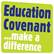 Education
Covenant
...make a
difference